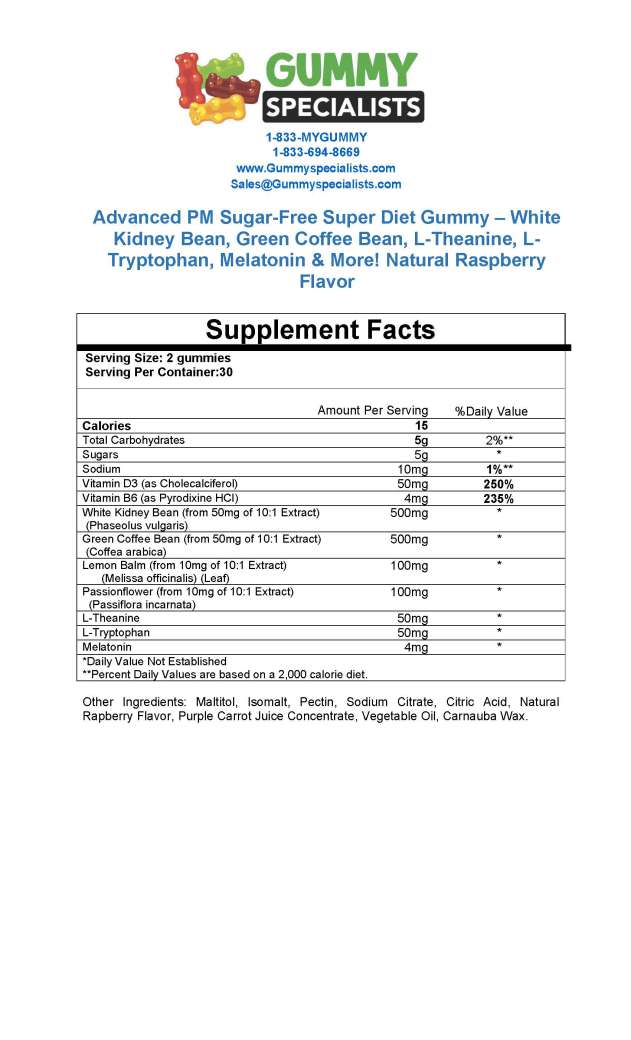 GUMMY
SPECIALISTS
1-833-MYGUMMY
1-833-694-8669
www.Gummyspecialists.com
Sales@Gummyspecialists.com
Advanced PM Sugar-Free Super Diet Gummy – White
Kidney Bean, Green Coffee Bean, L-Theanine, L-
Tryptophan, Melatonin & More! Natural Raspberry
Flavor
Supplement Facts
Serving Size: 2 gummies
Serving Per Container:30
Amount Per Serving %Daily Value
Calories 15
Total Carbohydrates 5g 2%**
Sugars 5g *
Sodium 10mg 1%**
Vitamin D3 (as Cholecalciferol) 50mg 250%
Vitamin B6 (as Pyrodixine HCI) 4mg 235%
White Kidney Bean (from 50mg of 10:1 Extract) 500mg *
(Phaseolus vulgaris)
Green Coffee Bean (from 50mg of 10:1 Extract) 500mg *
(Coffea arabica)
Lemon Balm (from 10mg of 10:1 Extract) 100mg *
(Melissa officinalis) (Leaf)
Passionflower (from 10mg of 10:1 Extract) 100mg *
(Passiflora incarnata)
L-Theanine 50mg *
L-Tryptophan 50mg *
Melatonin 4mg *
*Daily Value Not Established
**Percent Daily Values are based on a 2,000 calorie diet.
Other Ingredients: Maltitol, Isomalt, Pectin, Sodium Citrate, Citric Acid, Natural
Rapberry Flavor, Purple Carrot Juice Concentrate, Vegetable Oil, Carnauba Wax.